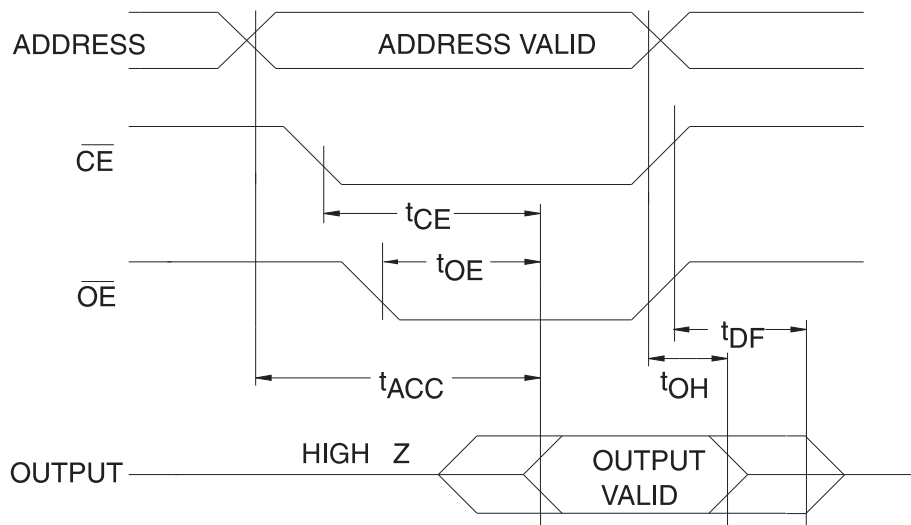 ADDRESS
ADDRESS VALID
CE
tCE
tOE
OE
tDF
tACC
tOH
HIGH Z
OUTPUT
OUTPUT
VALID